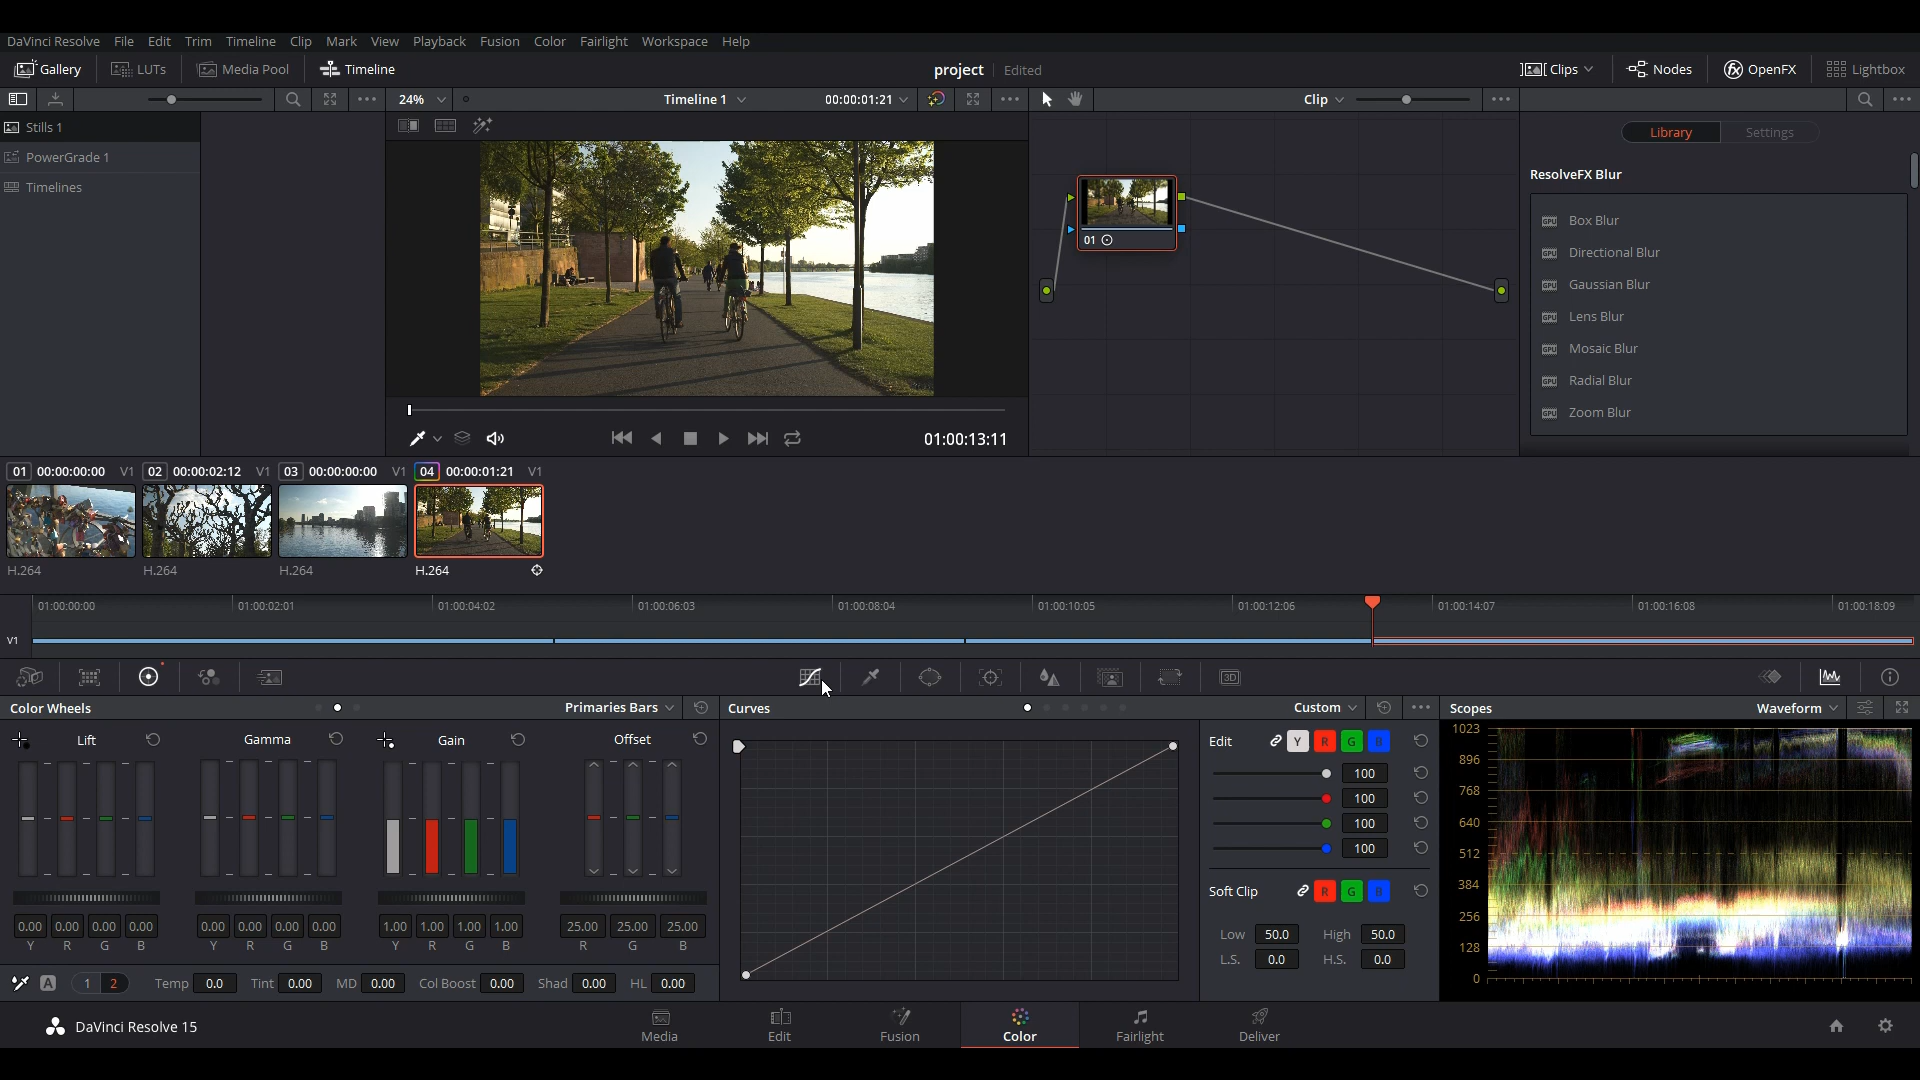 DaVinci Resolve File Edit Trim Timeline Clip Mark View Playback Fusion Color Fairlight Workspace Help
Gallery LUTs Media Pool Timeline project Edited Clips Nodes OpenFX Lightbox
24% Timeline 1 00:00:01:21 Clip
Stills 1
PowerGrade 1
Timelines
01
Library Settings
ResolveFX Blur
Box Blur
Directional Blur
Gaussian Blur
Lens Blur
Mosaic Blur
Radial Blur
Zoom Blur
01:00:13:11
01 00:00:00:00 V1 02 00:00:02:12 V1 03 00:00:00:00 V1 04 00:00:01:21 V1
H.264 H.264 H.264 H.264
01:00:00:00 01:00:02:01 01:00:04:02 01:00:06:03 01:00:08:04 01:00:10:05 01:00:12:06 01:00:14:07 01:00:16:08 01:00:18:09
V1
3D
Color Wheels Primaries Bars Curves Custom Scopes Waveform
Lift Gamma Gain Offset
0.00 0.00 0.00 0.00 0.00 0.00 0.00 0.00 1.00 1.00 1.00 1.00 25.00 25.00 25.00
Y R G B Y R G B Y R G B R G B
A 1 2 Temp 0.0 Tint 0.00 MD 0.00 Col Boost 0.00 Shad 0.00 HL 0.00
Edit Y R G B
100
100
100
100
Soft Clip R G B
Low 50.0 High 50.0
L.S. 0.0 H.S. 0.0
1023
896
768
640
512
384
256
128
0
DaVinci Resolve 15 Media Edit Fusion Color Fairlight Deliver